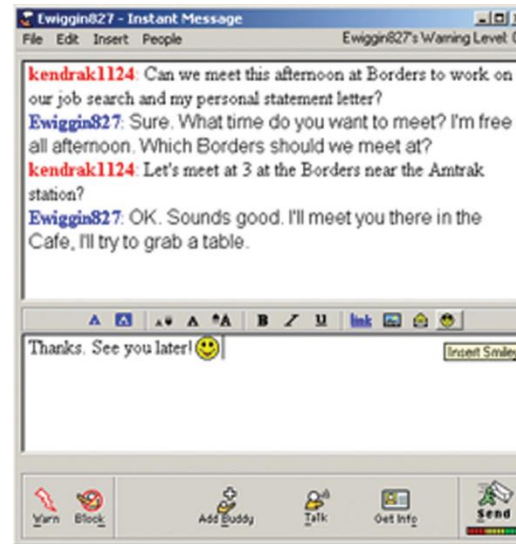 Ewiggin827 - Instant Message
File Edit Insert People Ewiggin827's Warning Level:
kendrak1124: Can we meet this afternoon at Borders to work on
our job search and my personal statement letter?
Ewiggin827: Sure. What time do you want to meet? I'm free
all afternoon. Which Borders should we meet at?
kendrak1124: Let's meet at 3 at the Borders near the Amtrak
station?
Ewiggin827: OK. Sounds good. I'll meet you there in the
Cafe, I'll try to grab a table.
A A A A A B I U link
Thanks. See you later!
Insert Smiley
Warn Block Add Buddy Talk Get Info Send